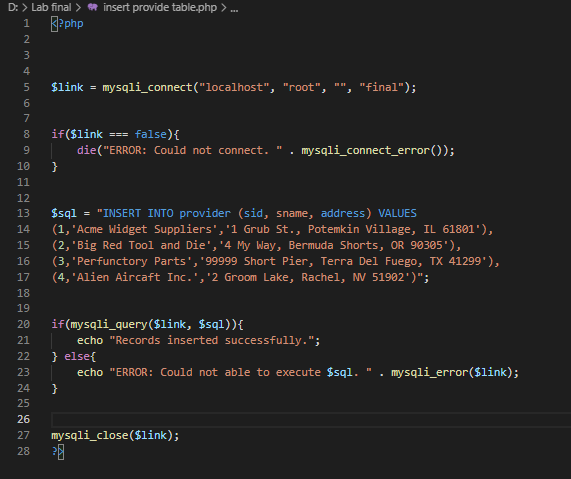 D: > Lab final > insert provide table.php > ...
1 <?php
2
3
4
5 $link = mysqli_connect("localhost", "root", "", "final");
6
7
8 if($link === false){
9 die("ERROR: Could not connect. " . mysqli_connect_error());
10 }
11
12
13 $sql = "INSERT INTO provider (sid, sname, address) VALUES
14 (1,'Acme Widget Suppliers','1 Grub St., Potemkin Village, IL 61801'),
15 (2,'Big Red Tool and Die','4 My Way, Bermuda Shorts, OR 90305'),
16 (3,'Perfunctory Parts','99999 Short Pier, Terra Del Fuego, TX 41299'),
17 (4,'Alien Aircaft Inc.','2 Groom Lake, Rachel, NV 51902')";
18
19
20 if(mysqli_query($link, $sql)){
21 echo "Records inserted successfully.";
22 } else{
23 echo "ERROR: Could not able to execute $sql. " . mysqli_error($link);
24 }
25
26
27 mysqli_close($link);
28 ?>